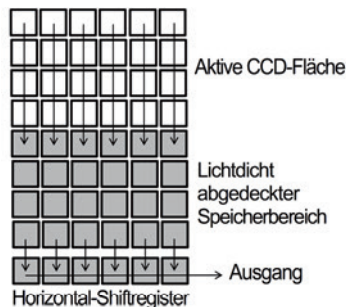 Aktive CCD-Fläche
Lichtdicht
abgedeckter
Speicherbereich
Ausgang
Horizontal-Shiftregister